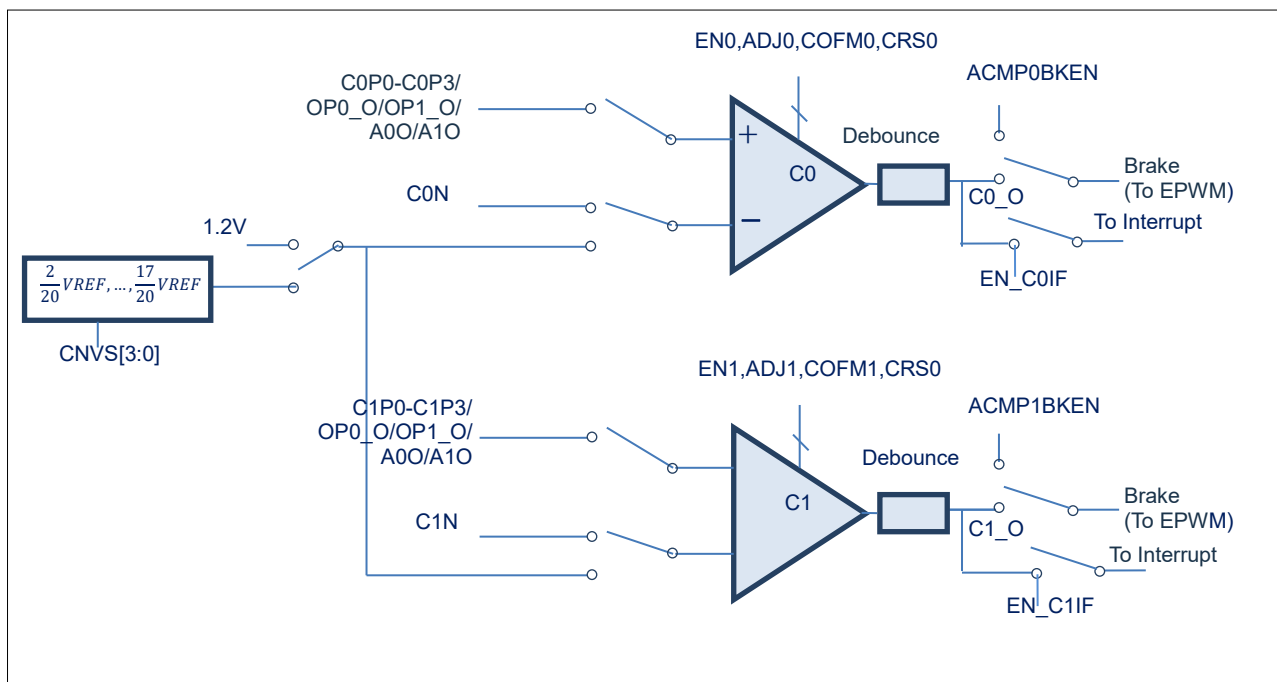 EN0,ADJ0,COFM0,CRS0
C0P0-C0P3/
OP0_O/OP1_O/
A0O/A1O
ACMP0BKEN
Debounce
+
C0
C0N
−
C0_O
Brake
(To EPWM)
To Interrupt
EN_C0IF
1.2V
2/20 VREF,...,17/20 VREF
CNVS[3:0]
EN1,ADJ1,COFM1,CRS0
C1P0-C1P3/
OP0_O/OP1_O/
A0O/A1O
ACMP1BKEN
Debounce
C1
C1N
C1_O
Brake
(To EPWM)
To Interrupt
EN_C1IF